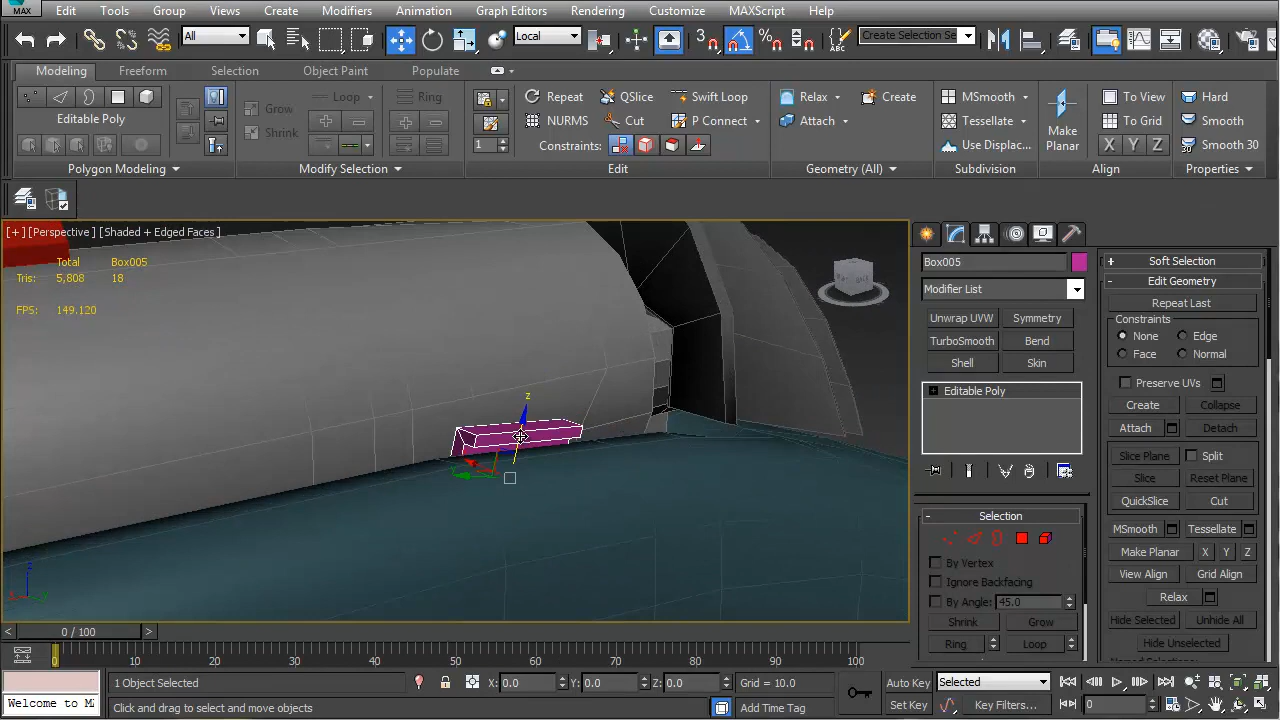 MAX Edit Tools Group Views Create Modifiers Animation Graph Editors Rendering Customize MAXScript Help
All Local 3 Create Selection Se
Modeling Freeform Selection Object Paint Populate
Grow Loop Ring Repeat QSlice Swift Loop Relax Create MSmooth To View Hard
Editable Poly Shrink NURMS Cut P Connect Attach Tessellate Make Planar To Grid Smooth
1 Constraints: Use Displac... X Y Z Smooth 30
Polygon Modeling Modify Selection Edit Geometry (All) Subdivision Align Properties
[+] [Perspective] [Shaded + Edged Faces]
Total Box005
Tris: 5,808 18
FPS: 149.120
z
Box005
Modifier List
Unwrap UVW Symmetry
TurboSmooth Bend
Shell Skin
Editable Poly
Selection
By Vertex
Ignore Backfacing
By Angle: 45.0
Shrink Grow
Ring Loop
+ Soft Selection
- Edit Geometry
Repeat Last
Constraints
None Edge
Face Normal
Preserve UVs
Create Collapse
Attach Detach
Slice Plane Split
Slice Reset Plane
QuickSlice Cut
MSmooth Tessellate
Make Planar X Y Z
View Align Grid Align
Relax
Hide Selected Unhide All
Hide Unselected
< 0 / 100 >
0 10 20 30 40 50 60 70 80 90 100
1 Object Selected X: 0.0 Y: 0.0 Z: 0.0 Grid = 10.0 Auto Key Selected
Welcome to M Click and drag to select and move objects Add Time Tag Set Key Key Filters... 0